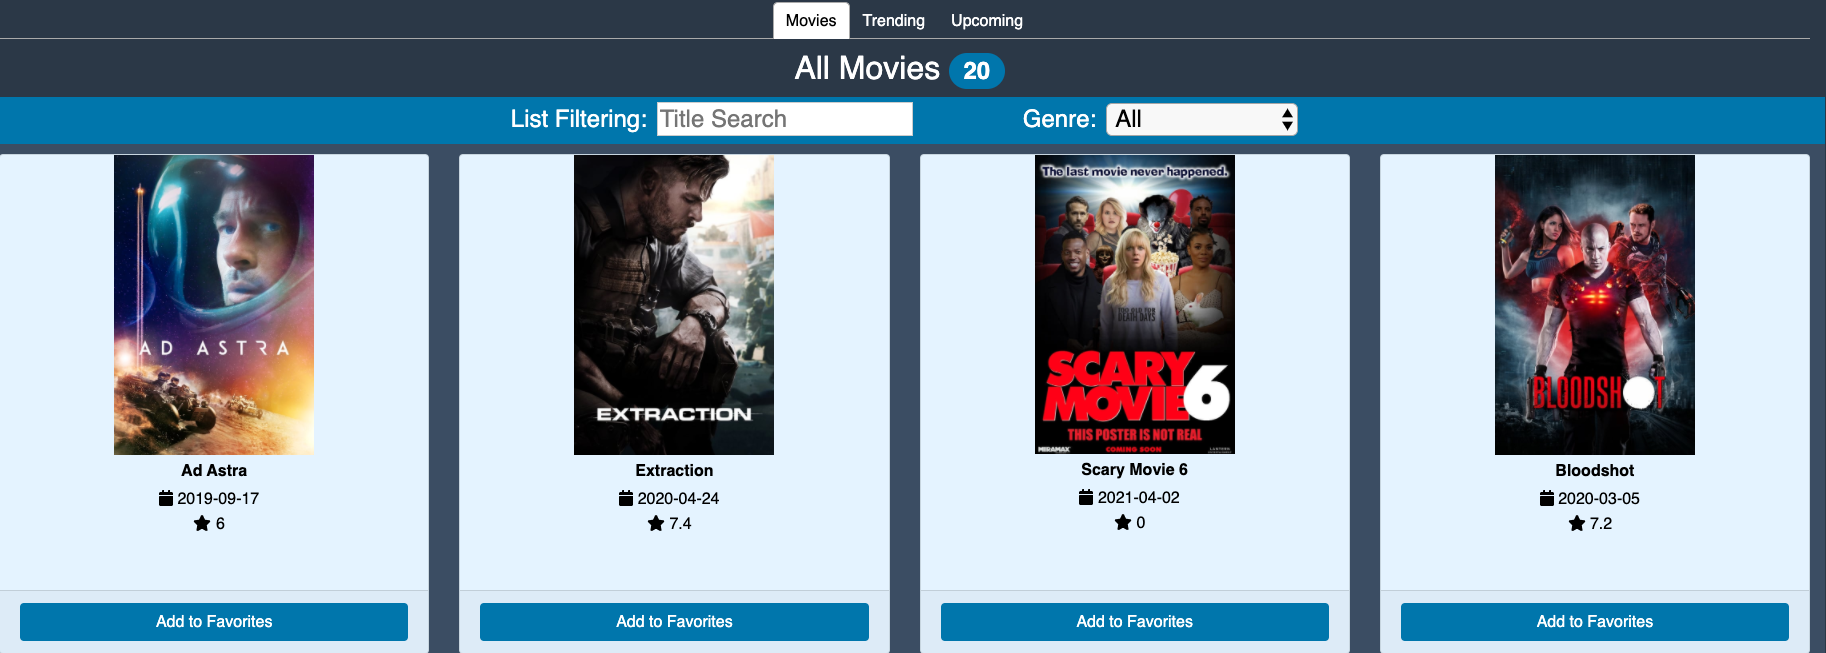 Movies Trending Upcoming
All Movies 20
List Filtering: Title Search Genre: All
AD ASTRA
Ad Astra
2019-09-17
6
Add to Favorites
EXTRACTION
Extraction
2020-04-24
7.4
Add to Favorites
The last movie never happened.
SCARY
MOVIE 6
THIS POSTER IS NOT REAL
MIRAMAX COMING SOON
Scary Movie 6
2021-04-02
0
Add to Favorites
BLOODSHOT
Bloodshot
2020-03-05
7.2
Add to Favorites